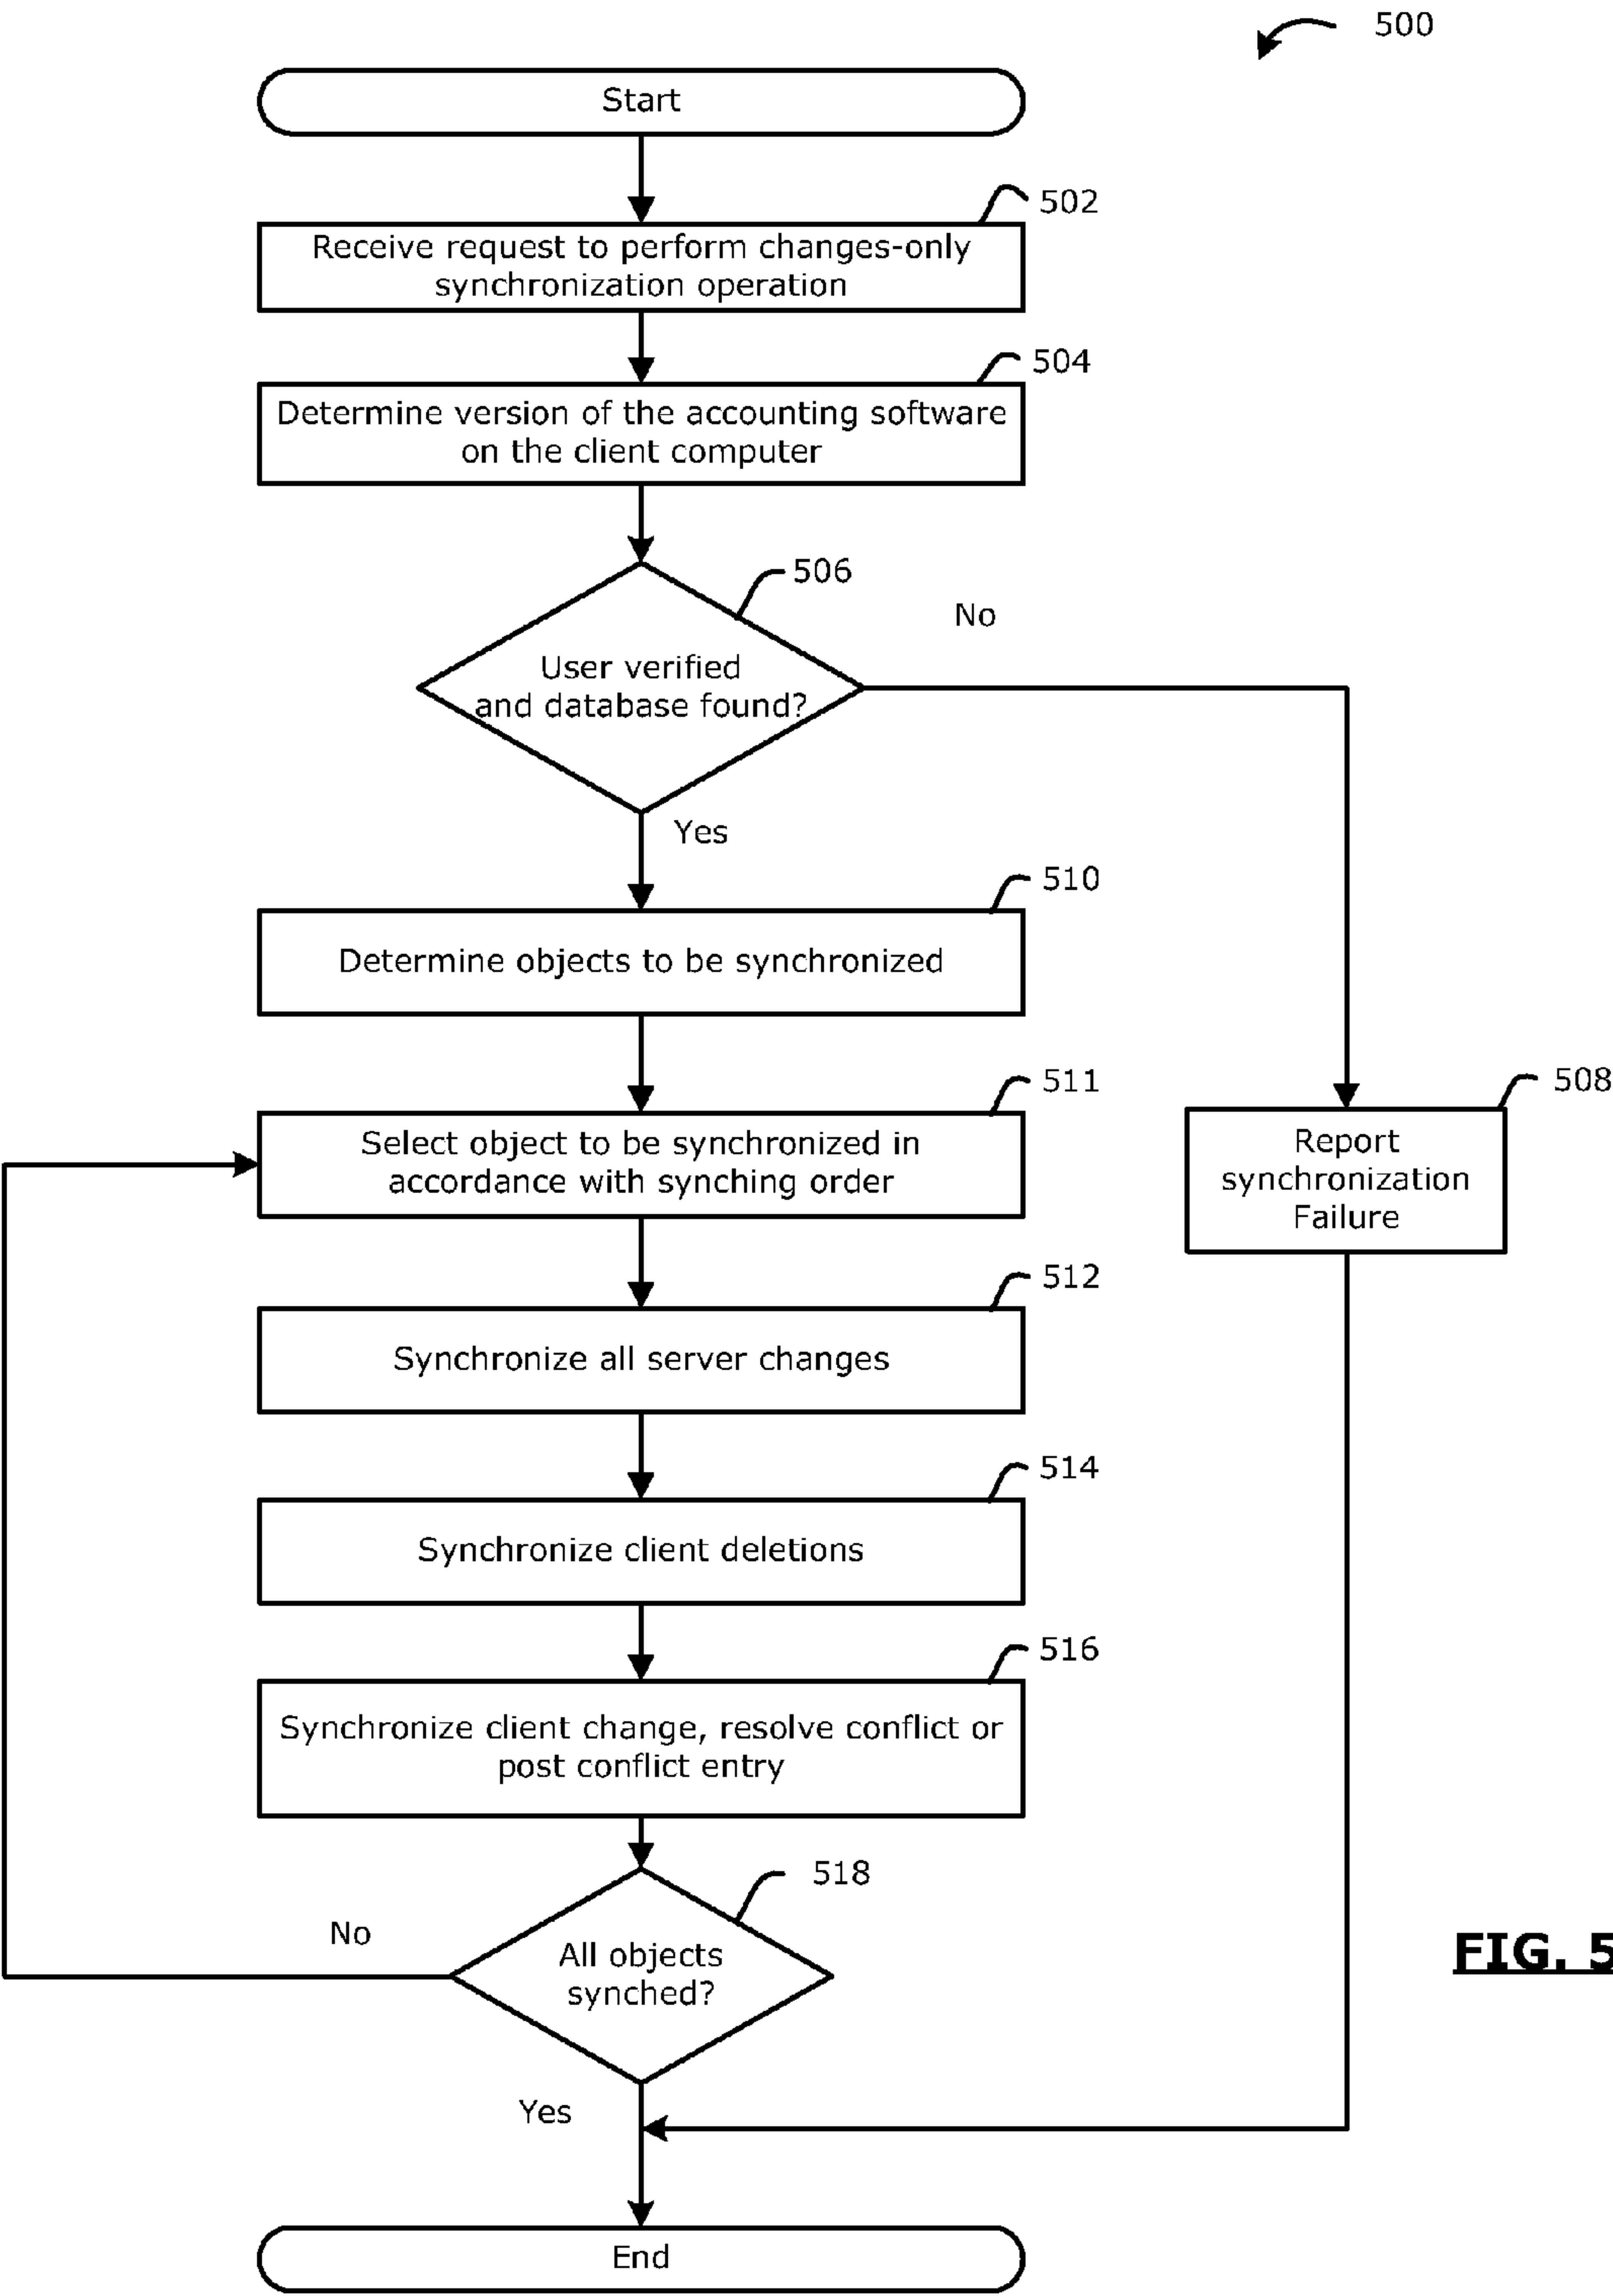 500
Start
502
Receive request to perform changes-only
synchronization operation
504
Determine version of the accounting software
on the client computer
506
No
User verified
and database found?
Yes
510
Determine objects to be synchronized
511
Select object to be synchronized in
accordance with synching order
508
Report
synchronization
Failure
512
Synchronize all server changes
514
Synchronize client deletions
516
Synchronize client change, resolve conflict or
post conflict entry
518
No
All objects
synched?
FIG. 5
Yes
End